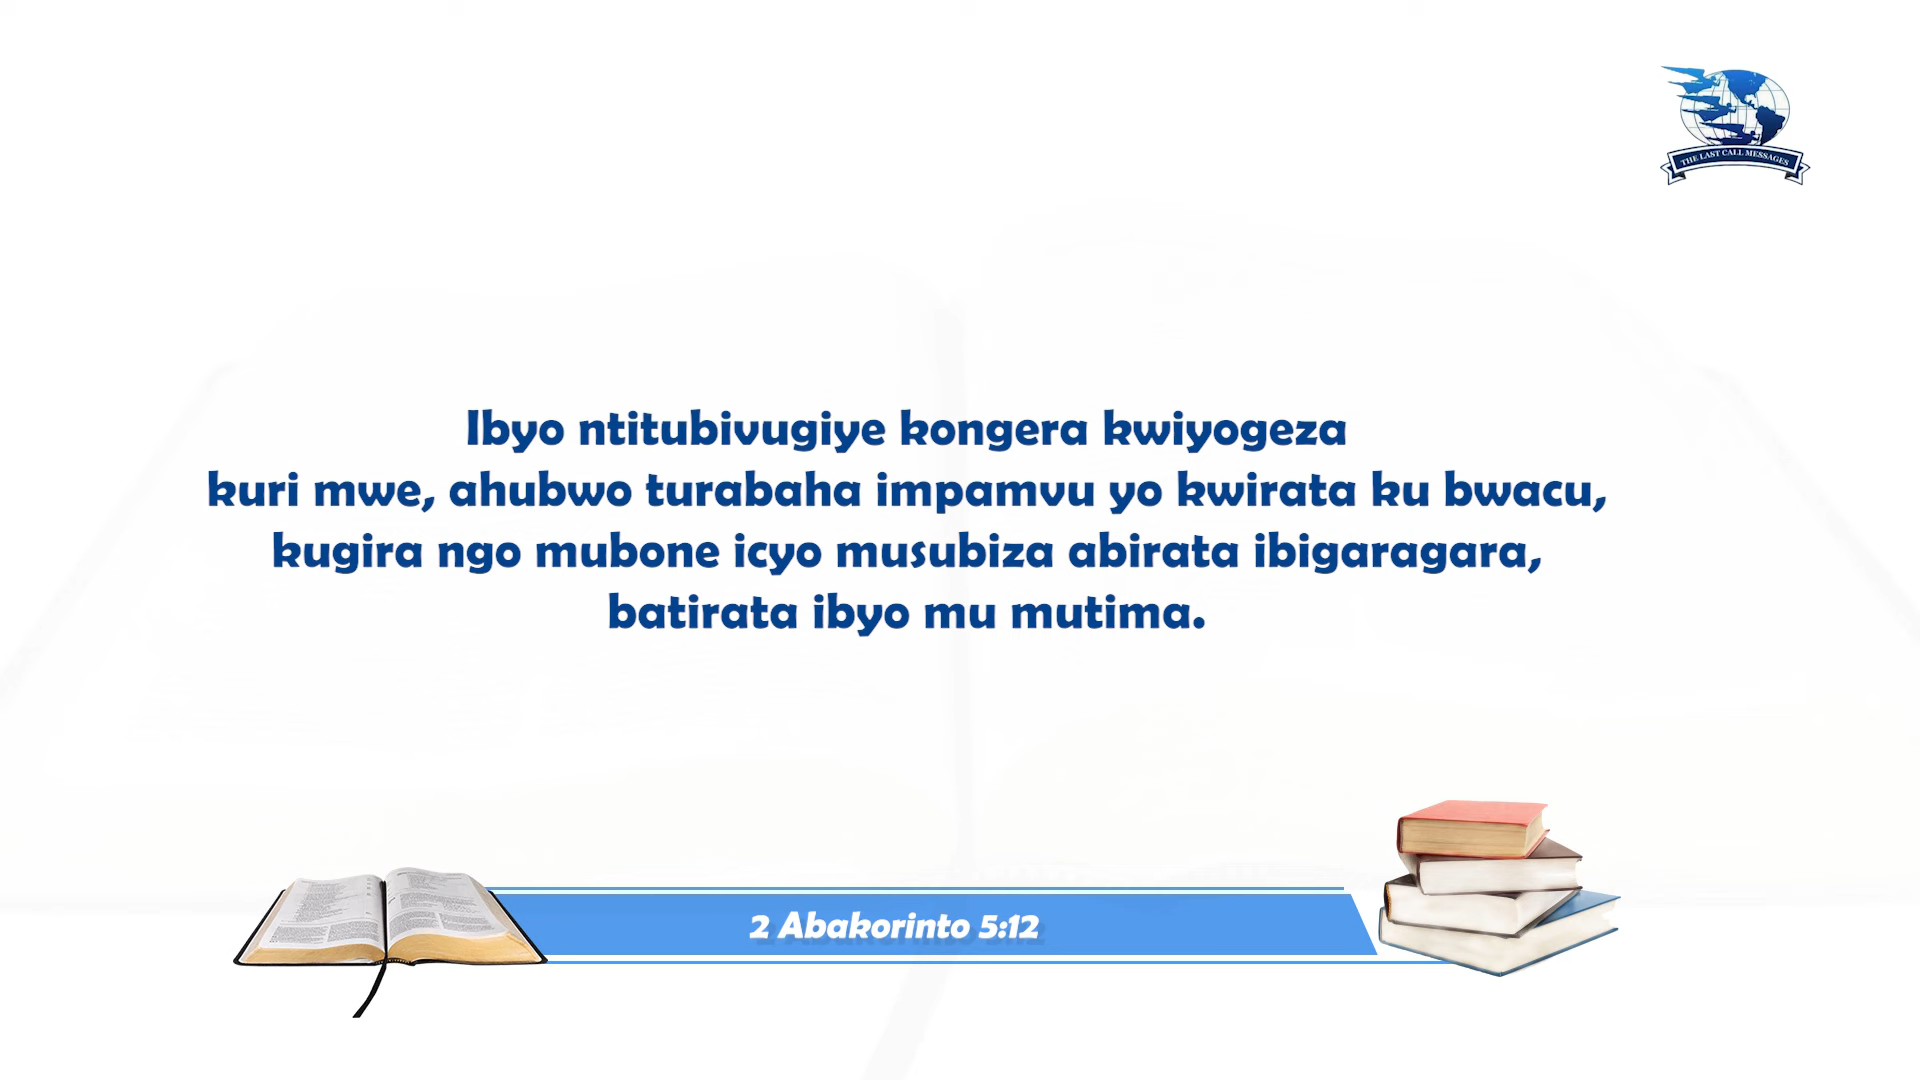 THE LAST CALL MESSAGES
Ibyo ntitubivugiye kongera kwiyogeza
kuri mwe, ahubwo turabaha impamvu yo kwirata ku bwacu,
kugira ngo mubone icyo musubiza abirata ibigaragara,
batirata ibyo mu mutima.
2 Abakorinto 5:12